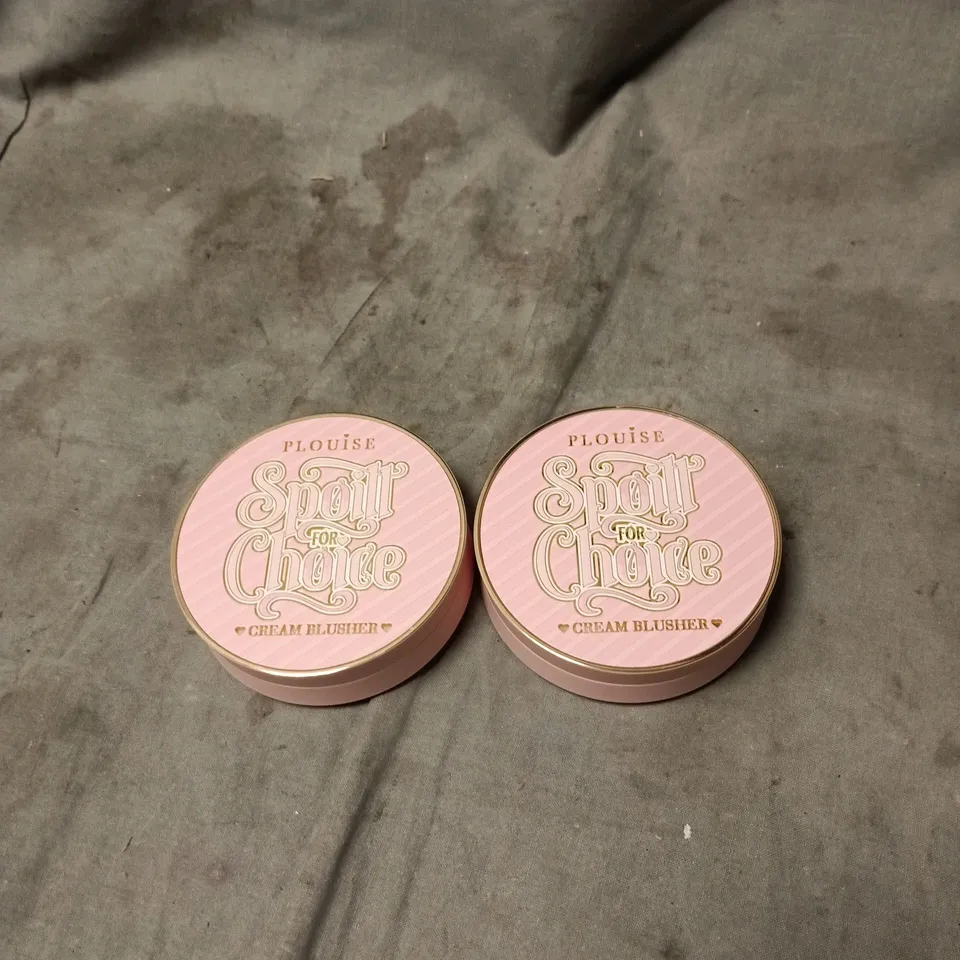 PLOUISE
Spoilt
FOR
Choice
CREAM BLUSHER
PLOUISE
Spoilt
FOR
Choice
CREAM BLUSHER